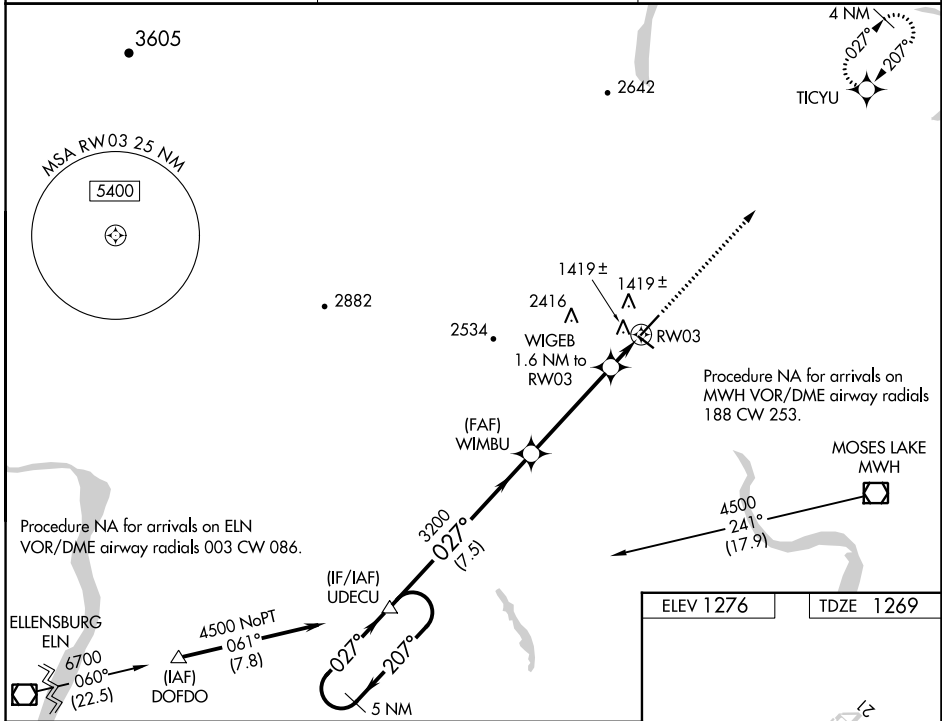 3605
4 NM
027°
207°
TICYU
2642
MSA RW03 25 NM
5400
1419±
1419±
2416
2882
2534
WIGEB
1.6 NM to
RW03
RW03
Procedure NA for arrivals on
MWH VOR/DME airway radials
188 CW 253.
(FAF)
WIMBU
MOSES LAKE
MWH
4500
241°
(17.9)
3200
027°
(7.5)
Procedure NA for arrivals on ELN
VOR/DME airway radials 003 CW 086.
(IF/IAF)
UDECU
ELLENSBURG
ELN
6700
060°
(22.5)
4500 NoPT
061°
(7.8)
(IAF)
DOFDO
027°
207°
5 NM
ELEV 1276
TDZE 1269
21